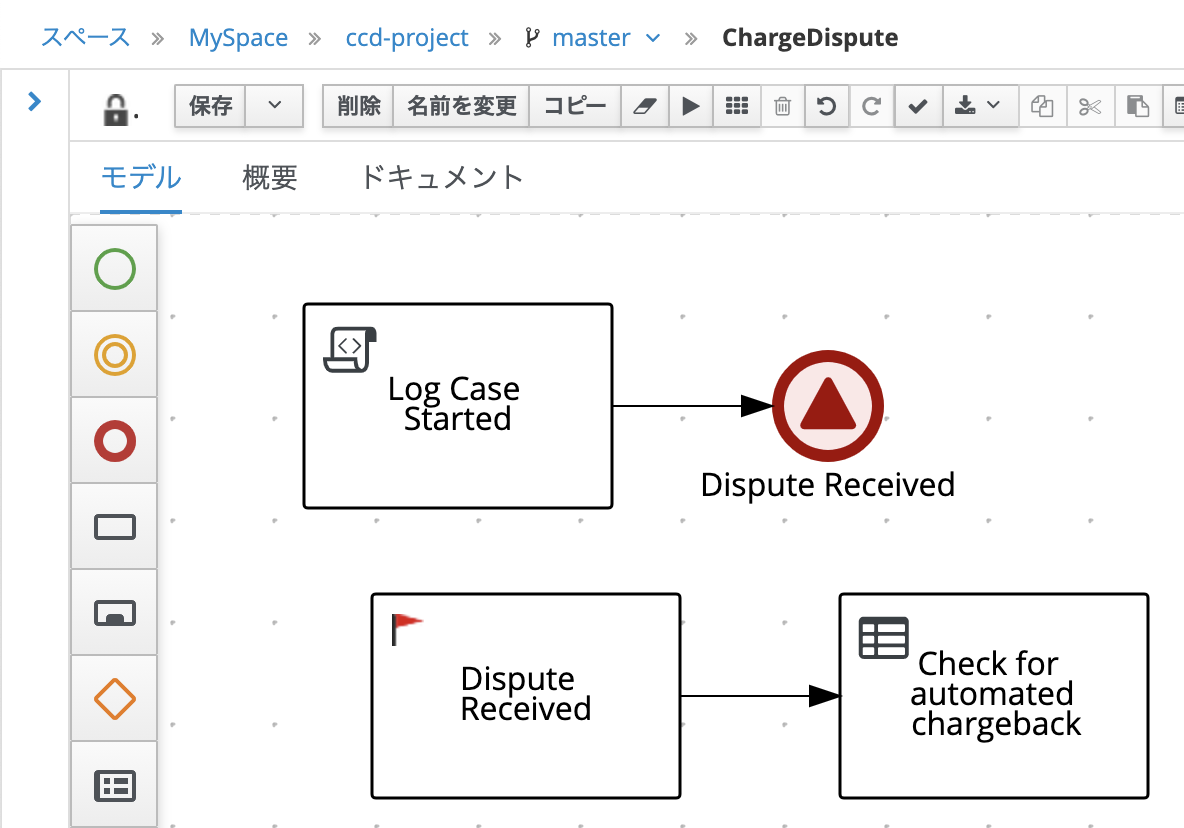 スペース » MySpace » ccd-project » master » ChargeDispute
保存 削除 名前を変更 コピー
モデル 概要 ドキュメント
Log Case
Started
Dispute Received
Dispute
Received
Check for
automated
chargeback